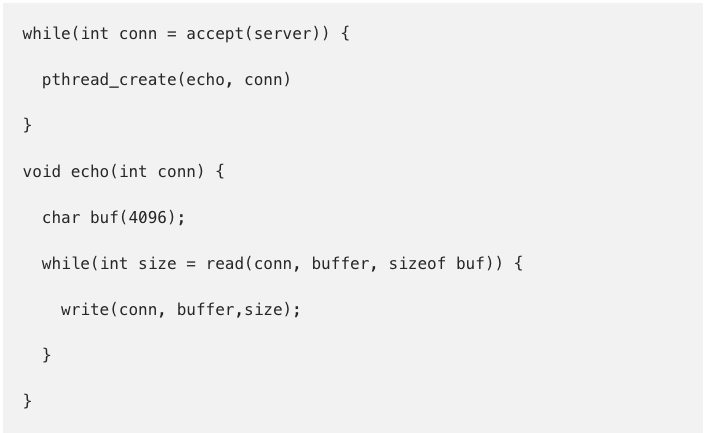 while(int conn = accept(server)) {
pthread_create(echo, conn)
}
void echo(int conn) {
char buf(4096);
while(int size = read(conn, buffer, sizeof buf)) {
write(conn, buffer,size);
}
}